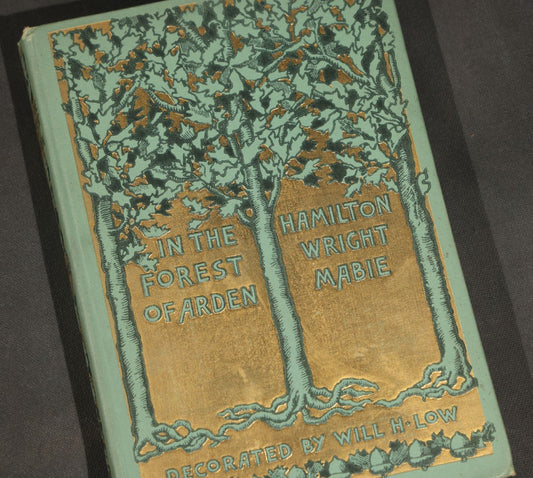 IN THE
FOREST
OF ARDEN
HAMILTON
WRIGHT
MABIE
DECORATED BY WILL H·LOW